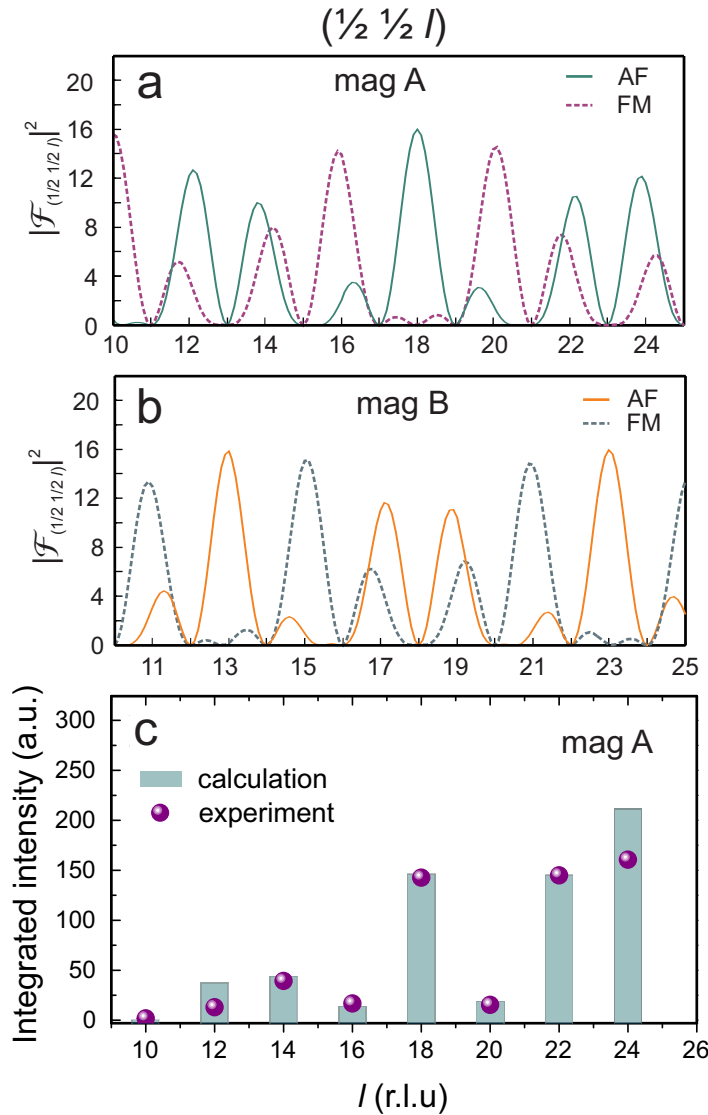 (½ ½ l)
a
mag A
AF
FM
|ℱ(1/2 1/2 l)|²
20
16
12
8
4
0
10 12 14 16 18 20 22 24
b
mag B
AF
FM
|ℱ(1/2 1/2 l)|²
20
16
12
8
4
0
11 13 15 17 19 21 23 25
c
mag A
calculation
experiment
Integrated intensity (a.u.)
300
250
200
150
100
50
0
10 12 14 16 18 20 22 24 26
l (r.l.u)